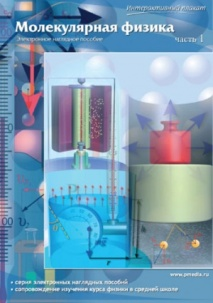 Интерактивный плакат
Молекулярная физика
Электронное наглядное пособие
часть 1
www.pmedia.ru
• серия электронных наглядных пособий
• сопровождение изучения курса физики в средней школе